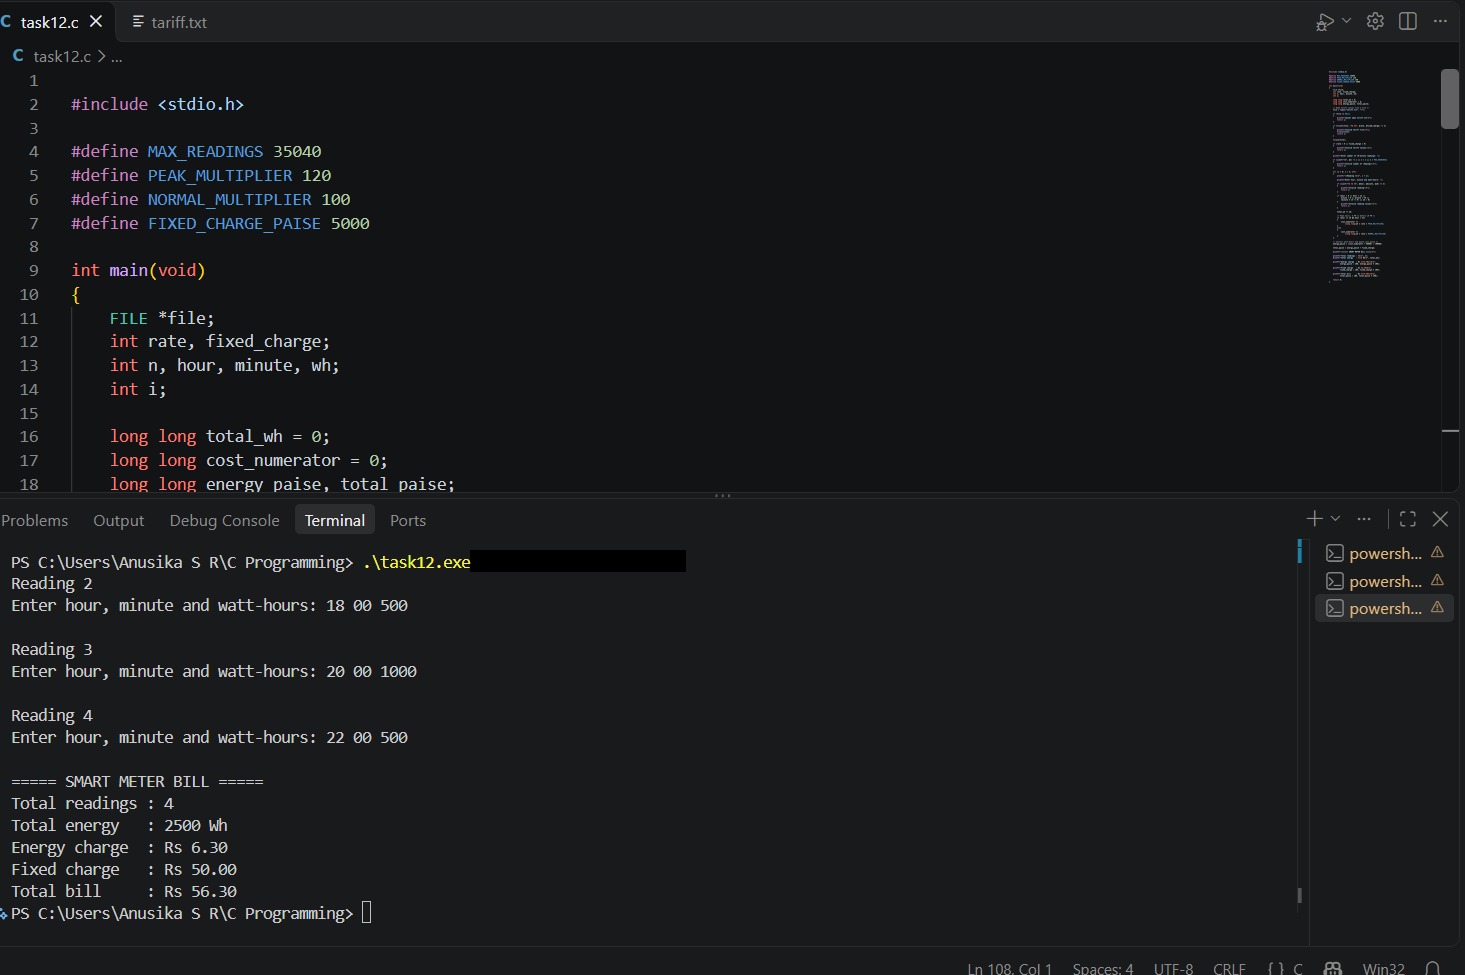 task12.c
tariff.txt
task12.c > ...
1
2 #include <stdio.h>
3
4 #define MAX_READINGS 35040
5 #define PEAK_MULTIPLIER 120
6 #define NORMAL_MULTIPLIER 100
7 #define FIXED_CHARGE_PAISE 5000
8
9 int main(void)
10 {
11 FILE *file;
12 int rate, fixed_charge;
13 int n, hour, minute, wh;
14 int i;
15
16 long long total_wh = 0;
17 long long cost_numerator = 0;
18 long long energy_paise, total_paise;
Problems Output Debug Console Terminal Ports
PS C:\Users\Anusika S R\C Programming> .\task12.exe
Reading 2
Enter hour, minute and watt-hours: 18 00 500
Reading 3
Enter hour, minute and watt-hours: 20 00 1000
Reading 4
Enter hour, minute and watt-hours: 22 00 500
===== SMART METER BILL =====
Total readings : 4
Total energy : 2500 Wh
Energy charge : Rs 6.30
Fixed charge : Rs 50.00
Total bill : Rs 56.30
PS C:\Users\Anusika S R\C Programming>
powersh...
powersh...
powersh...
Ln 108, Col 1 Spaces: 4 UTF-8 CRLF {} C Win32